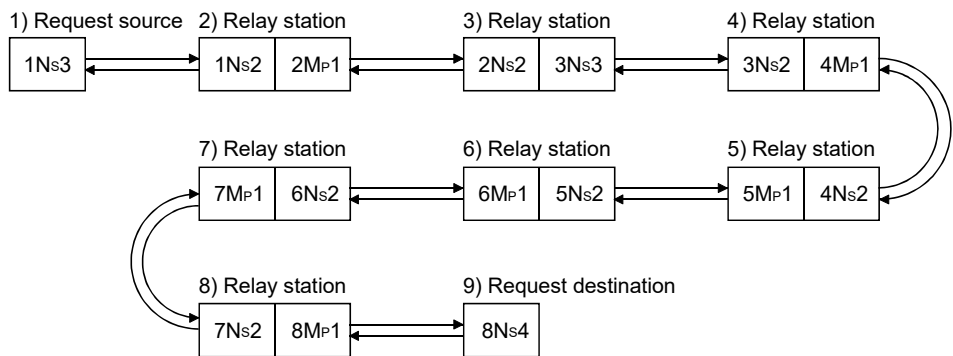 1) Request source 2) Relay station 3) Relay station 4) Relay station
1Ns3 1Ns2 2MP1 2Ns2 3Ns3 3Ns2 4MP1
7) Relay station 6) Relay station 5) Relay station
7MP1 6Ns2 6MP1 5Ns2 5MP1 4Ns2
8) Relay station 9) Request destination
7Ns2 8MP1 8Ns4